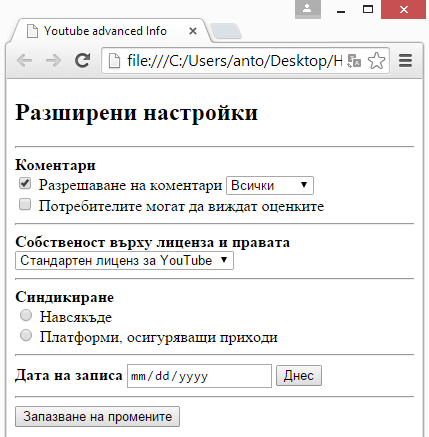 Youtube advanced Info
file:///C:/Users/anto/Desktop/H
Разширени настройки
Коментари
Разрешаване на коментари Всички
Потребителите могат да виждат оценките
Собственост върху лиценза и правата
Стандартен лиценз за YouTube
Синдикиране
Навсякъде
Платформи, осигуряващи приходи
Дата на записа mm/dd/yyyy Днес
Запазване на промените